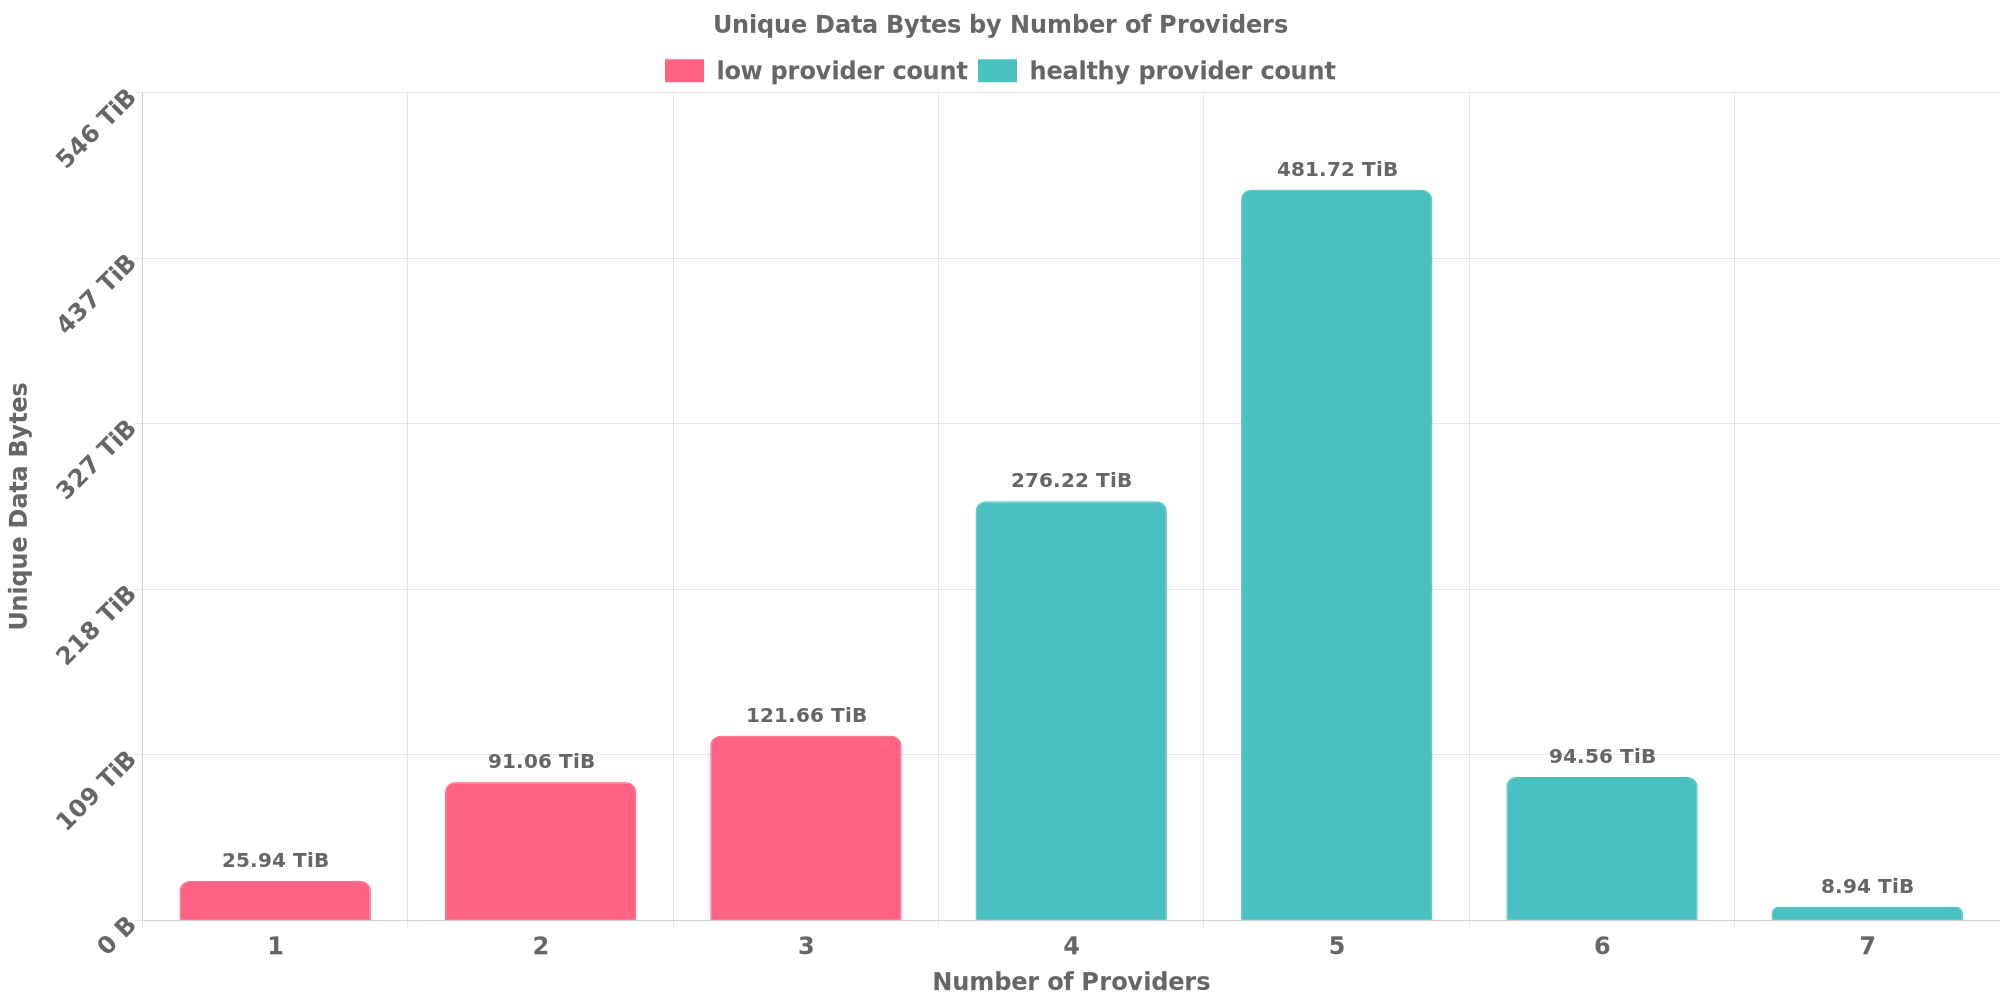 Unique Data Bytes by Number of Providers
low provider count healthy provider count
546 TiB
437 TiB
327 TiB
218 TiB
109 TiB
0 B
Unique Data Bytes
25.94 TiB
91.06 TiB
121.66 TiB
276.22 TiB
481.72 TiB
94.56 TiB
8.94 TiB
1 2 3 4 5 6 7
Number of Providers